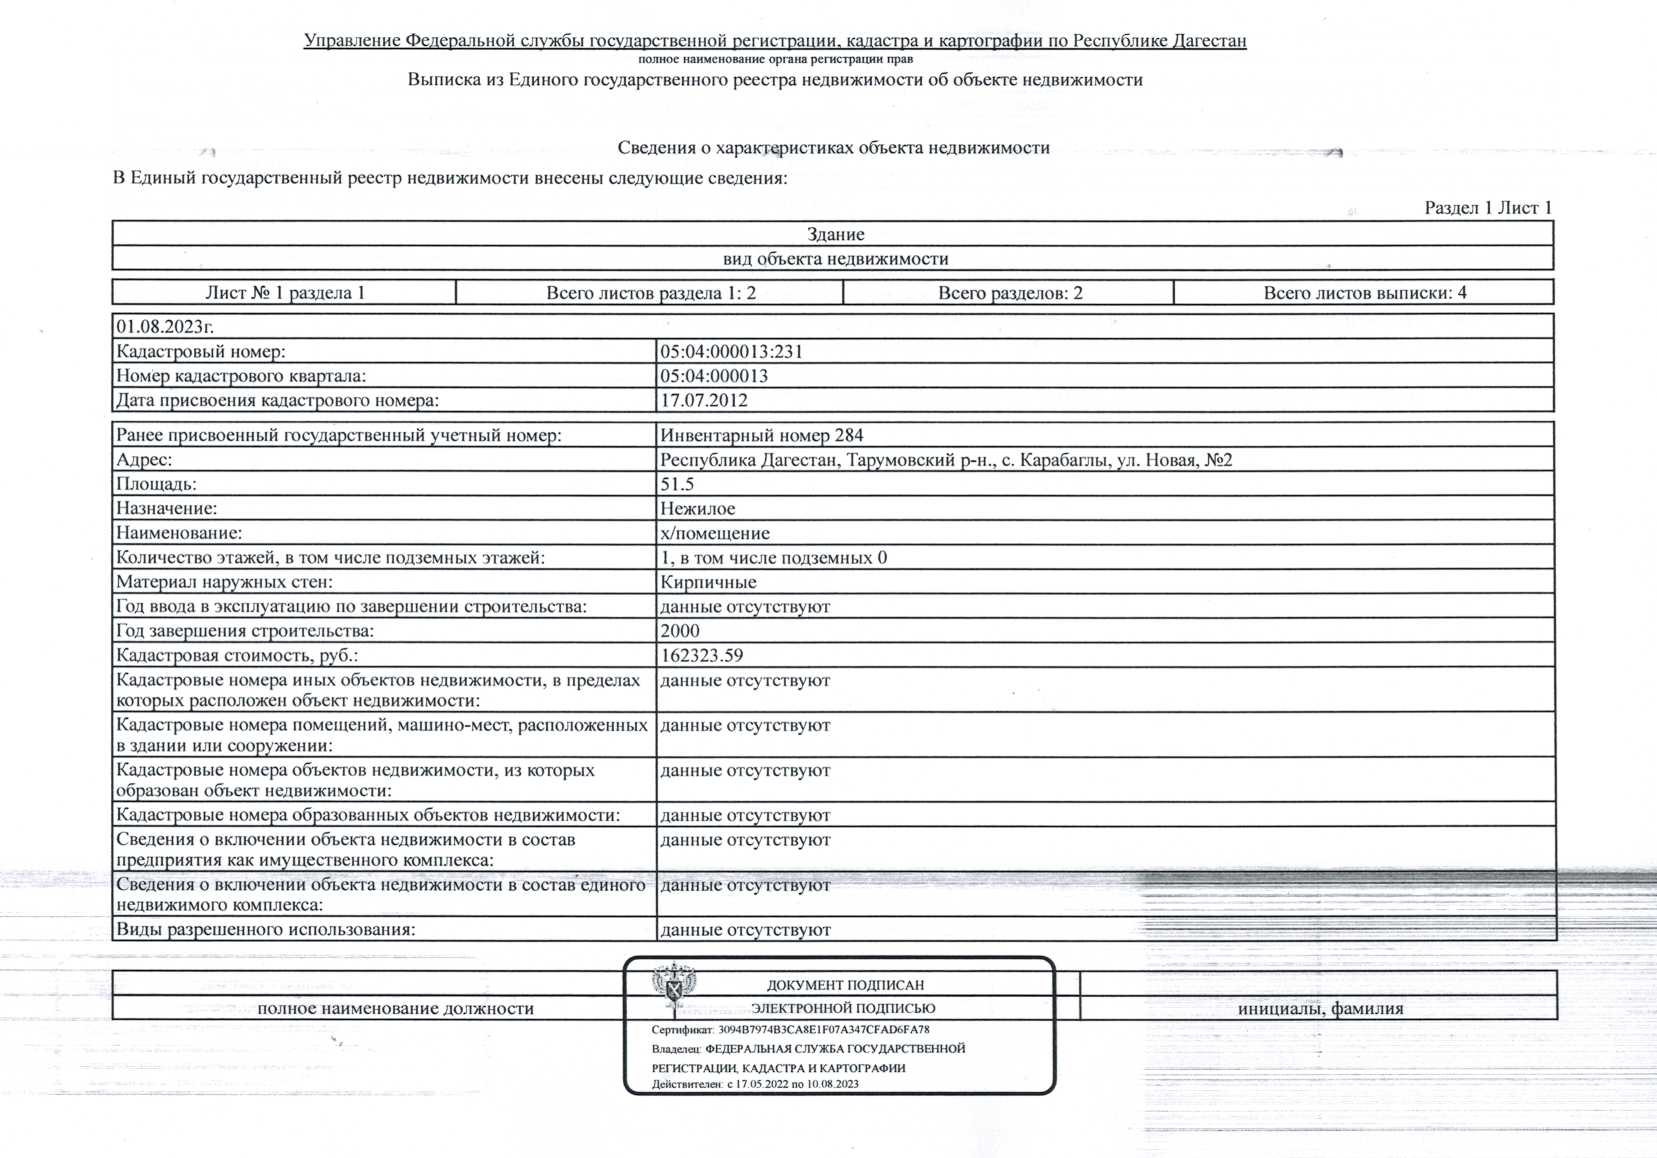 Управление Федеральной службы государственной регистрации, кадастра и картографии по Республике Дагестан
полное наименование органа регистрации прав
Выписка из Единого государственного реестра недвижимости об объекте недвижимости
Сведения о характеристиках объекта недвижимости
В Единый государственный реестр недвижимости внесены следующие сведения:
Раздел 1 Лист 1
Здание
вид объекта недвижимости
Лист № 1 раздела 1 Всего листов раздела 1: 2 Всего разделов: 2 Всего листов выписки: 4
01.08.2023г.
Кадастровый номер: 05:04:000013:231
Номер кадастрового квартала: 05:04:000013
Дата присвоения кадастрового номера: 17.07.2012
Ранее присвоенный государственный учетный номер: Инвентарный номер 284
Адрес: Республика Дагестан, Тарумовский р-н., с. Карабаглы, ул. Новая, №2
Площадь: 51.5
Назначение: Нежилое
Наименование: х/помещение
Количество этажей, в том числе подземных этажей: 1, в том числе подземных 0
Материал наружных стен: Кирпичные
Год ввода в эксплуатацию по завершении строительства: данные отсутствуют
Год завершения строительства: 2000
Кадастровая стоимость, руб.: 162323.59
Кадастровые номера иных объектов недвижимости, в пределах данные отсутствуют
которых расположен объект недвижимости:
Кадастровые номера помещений, машино-мест, расположенных данные отсутствуют
в здании или сооружении:
Кадастровые номера объектов недвижимости, из которых данные отсутствуют
образован объект недвижимости:
Кадастровые номера образованных объектов недвижимости: данные отсутствуют
Сведения о включении объекта недвижимости в состав данные отсутствуют
предприятия как имущественного комплекса:
Сведения о включении объекта недвижимости в состав единого данные отсутствуют
недвижимого комплекса:
Виды разрешенного использования: данные отсутствуют
ДОКУМЕНТ ПОДПИСАН
полное наименование должности ЭЛЕКТРОННОЙ ПОДПИСЬЮ инициалы, фамилия
Сертификат: 3094B7974B3CA8E1F07A347CFAD6FA78
Владелец: ФЕДЕРАЛЬНАЯ СЛУЖБА ГОСУДАРСТВЕННОЙ
РЕГИСТРАЦИИ, КАДАСТРА И КАРТОГРАФИИ
Действителен: с 17.05.2022 по 10.08.2023